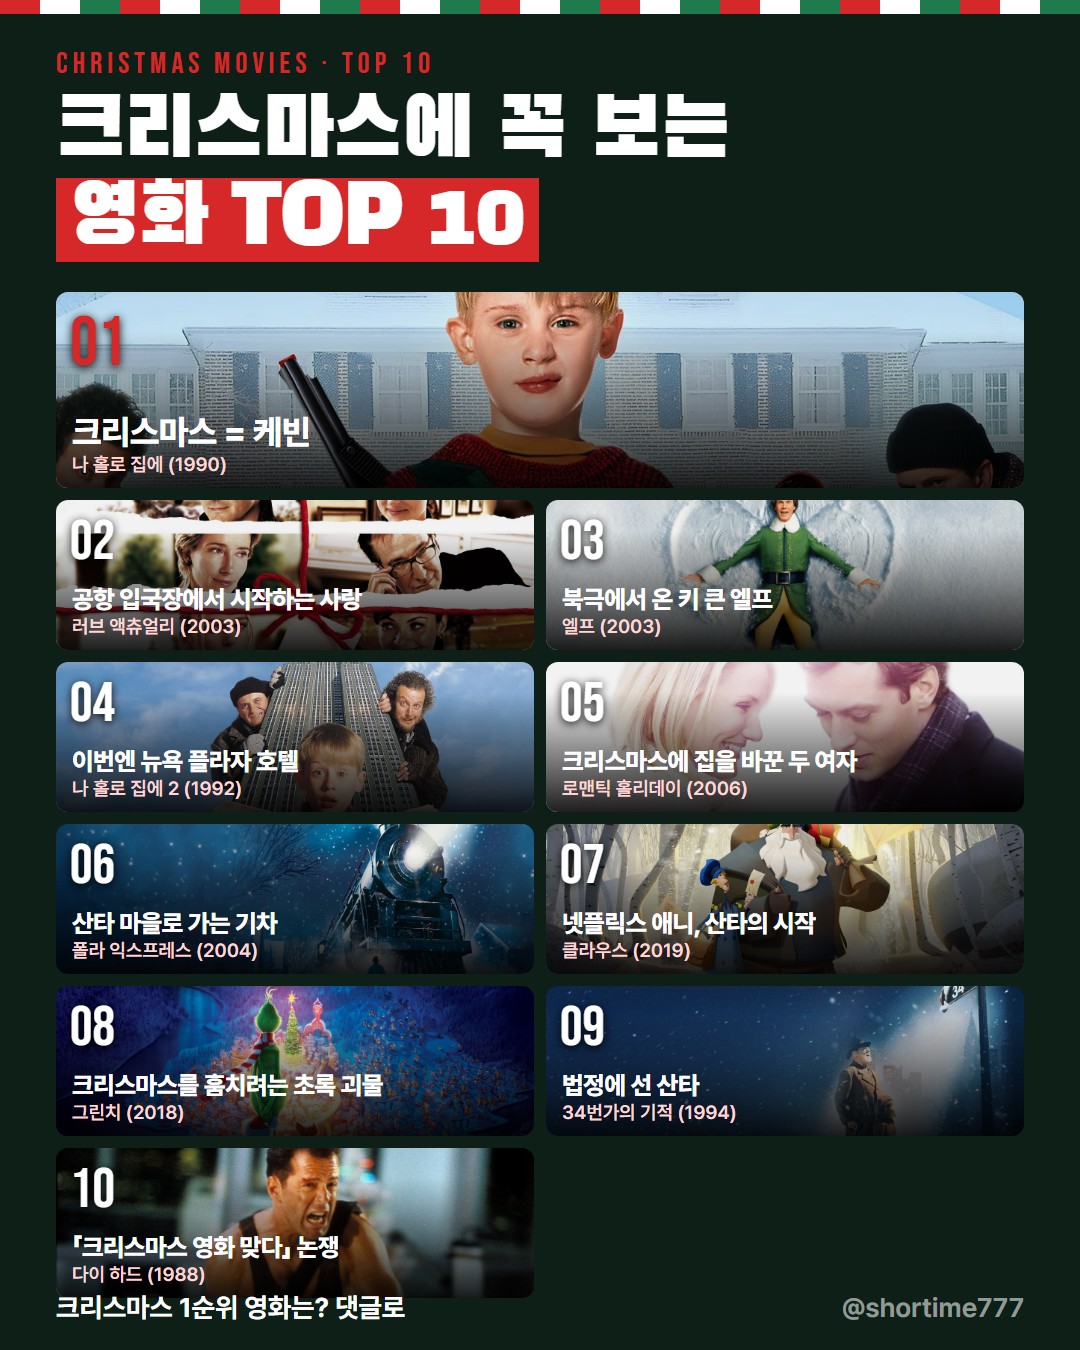 CHRISTMAS MOVIES · TOP 10
크리스마스에 꼭 보는
영화 TOP 10
01
크리스마스 = 케빈
나 홀로 집에 (1990)
02
공항 입국장에서 시작하는 사랑
러브 액츄얼리 (2003)
03
북극에서 온 키 큰 엘프
엘프 (2003)
04
이번엔 뉴욕 플라자 호텔
나 홀로 집에 2 (1992)
05
크리스마스에 집을 바꾼 두 여자
로맨틱 홀리데이 (2006)
06
산타 마을로 가는 기차
폴라 익스프레스 (2004)
07
넷플릭스 애니, 산타의 시작
클라우스 (2019)
08
크리스마스를 훔치려는 초록 괴물
그린치 (2018)
09
34
법정에 선 산타
34번가의 기적 (1994)
10
「크리스마스 영화 맞다」 논쟁
다이 하드 (1988)
크리스마스 1순위 영화는? 댓글로
@shortime777